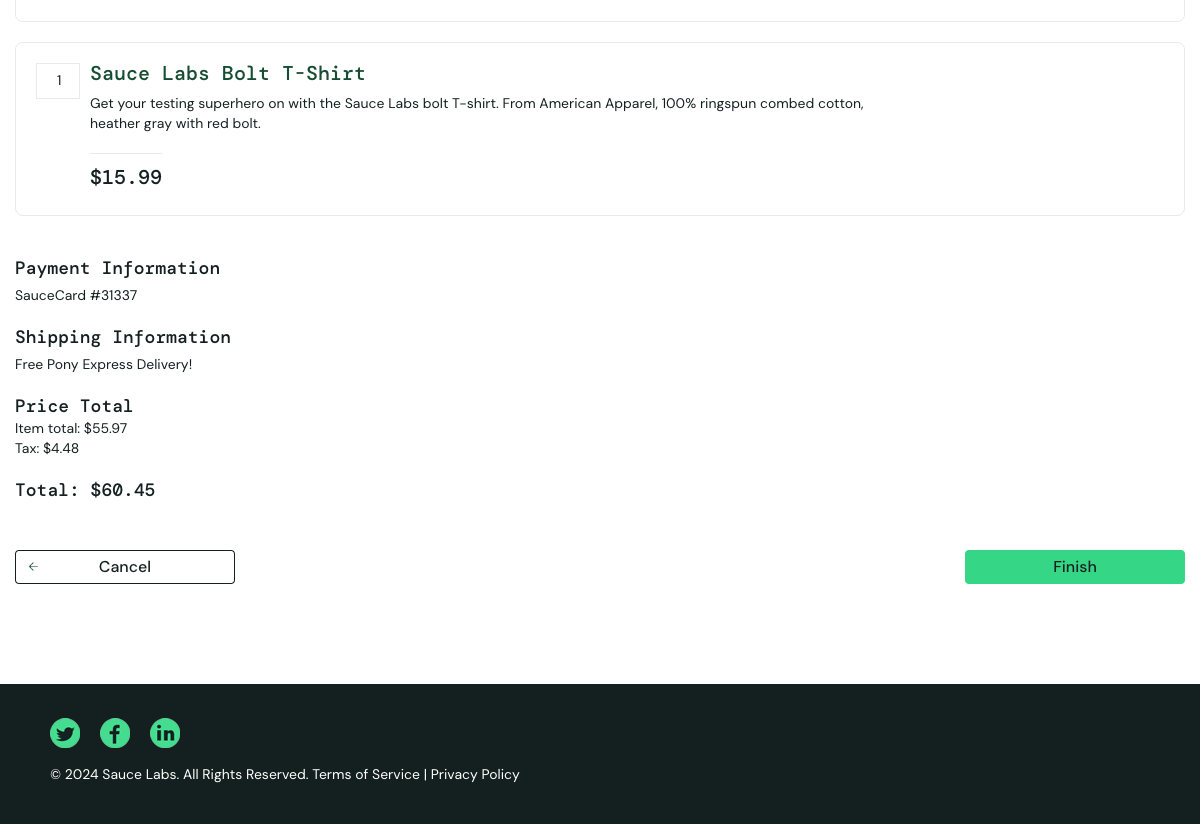 1
Sauce Labs Bolt T-Shirt
Get your testing superhero on with the Sauce Labs bolt T-shirt. From American Apparel, 100% ringspun combed cotton,
heather gray with red bolt.
$15.99
Payment Information
SauceCard #31337
Shipping Information
Free Pony Express Delivery!
Price Total
Item total: $55.97
Tax: $4.48
Total: $60.45
Cancel
Finish
© 2024 Sauce Labs. All Rights Reserved. Terms of Service | Privacy Policy